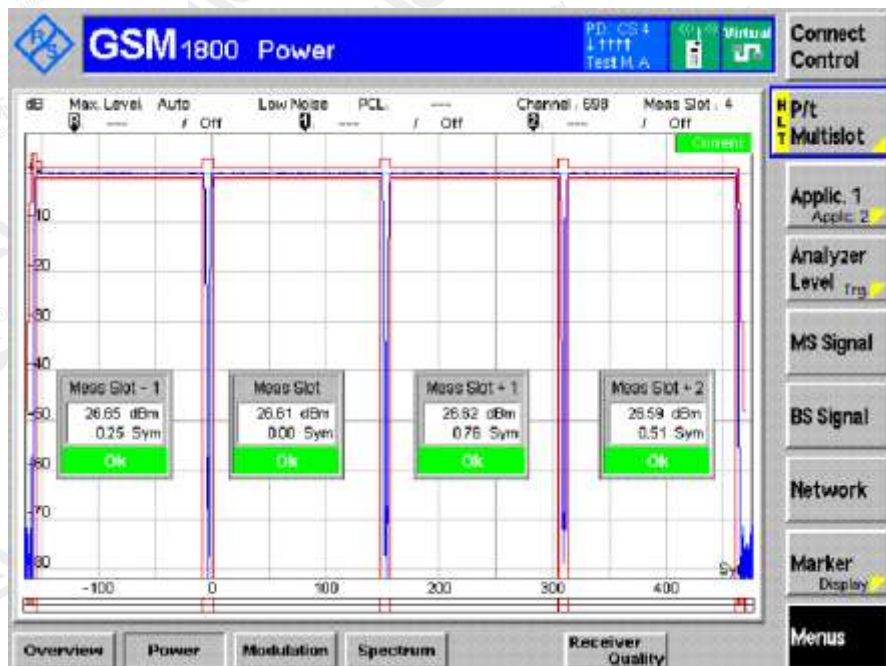 GSM 1800 Power
PD: CS 4
Test M. A
Virtual
Connect Control
dB Max. Level Auto Low Noise PCL: --- Channel: 698 Meas Slot: 4
--- / Off 1 --- / Off 2 --- / Off
Current
P/t Multislot
HLT
Applic. 1
Applic. 2
Analyzer Level
Trg.
MS Signal
BS Signal
Network
Marker
Display
Menus
-10
-20
-30
-40
-50
-60
-70
-80
Meas Slot - 1
26.65 dBm
0.25 Sym
Ok
Meas Slot
26.61 dBm
0.00 Sym
Ok
Meas Slot + 1
26.62 dBm
0.76 Sym
Ok
Meas Slot + 2
26.59 dBm
0.51 Sym
Ok
-100 0 100 200 300 400
Overview Power Modulation Spectrum Receiver Quality